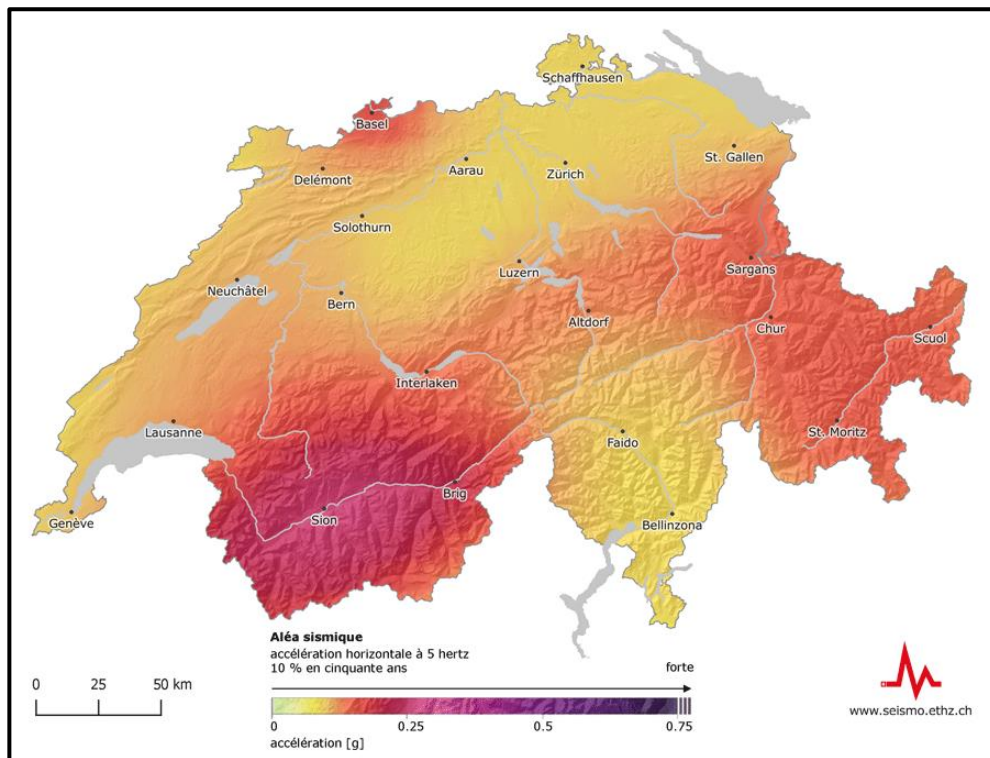 Schaffhausen
Basel
St. Gallen
Delémont
Aarau
Zürich
Solothurn
Luzern
Sargans
Neuchâtel
Bern
Altdorf
Chur
Scuol
Interlaken
Lausanne
Faido
St. Moritz
Brig
Sion
Genève
Bellinzona
Aléa sismique
accélération horizontale à 5 hertz
10 % en cinquante ans
forte
0 25 50 km
0 0.25 0.5 0.75
accélération [g]
www.seismo.ethz.ch